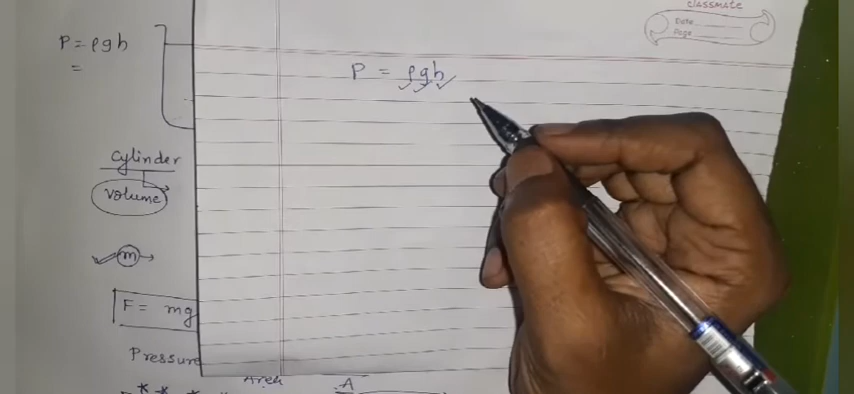 classmate
Date
Page
P = ρgh
=
P = ρgh
Cylinder
Volume
m
F = mg
Pressure
Area
A